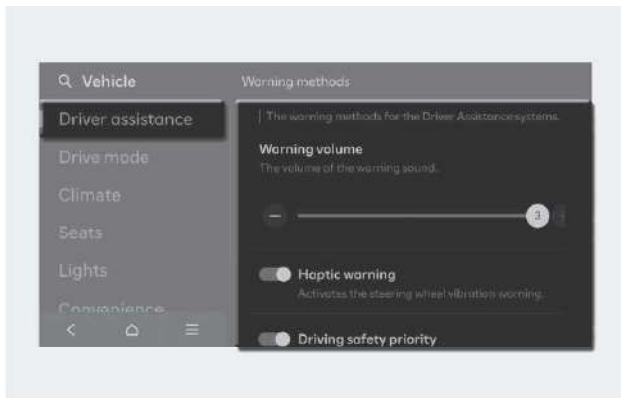 Vehicle
Warning methods
Driver assistance
The warning methods for the Driver Assistance systems.
Drive mode
Warning volume
The volume of the warning sound.
Climate
Seats
3
Lights
Haptic warning
Activates the steering wheel vibration warning.
Convenience
Driving safety priority